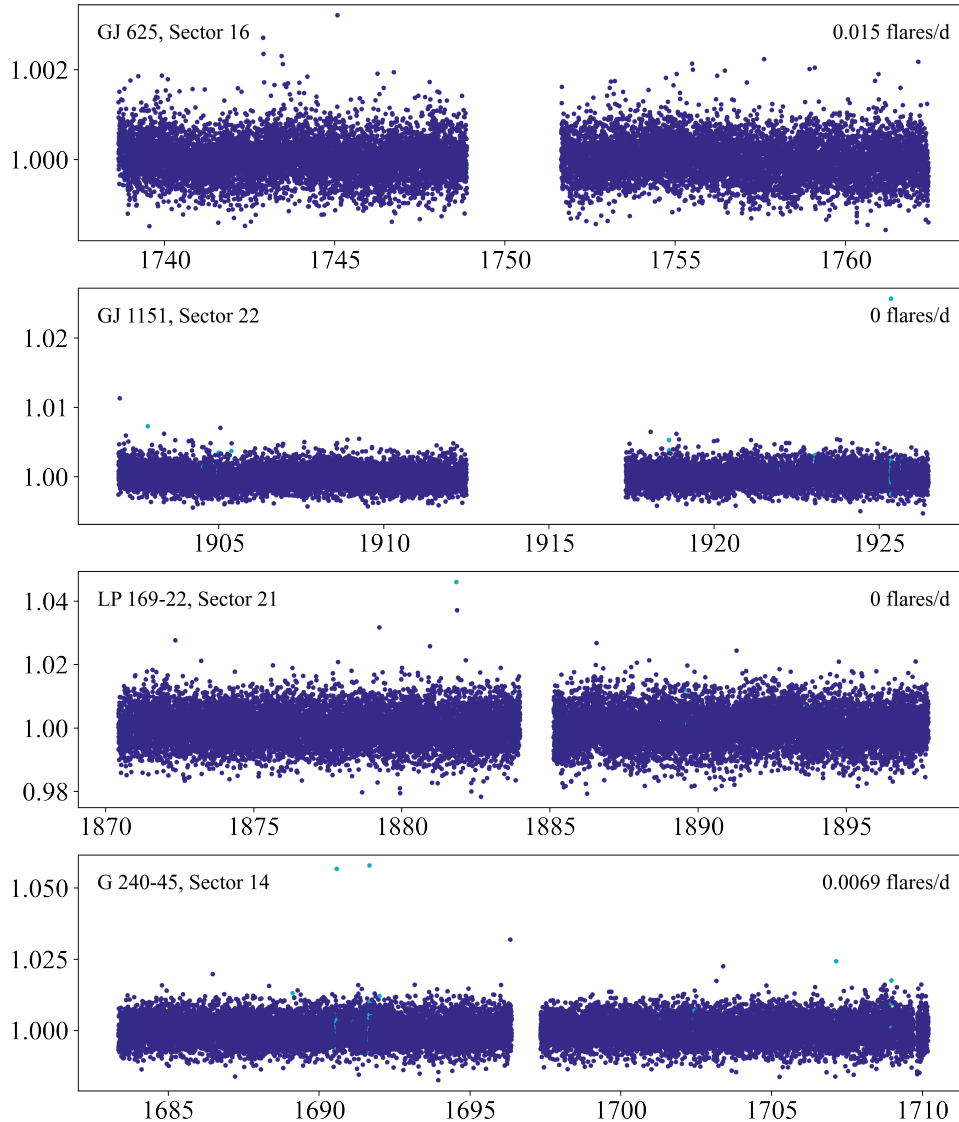 GJ 625, Sector 16 0.015 flares/d
1.002
1.000
1740 1745 1750 1755 1760
GJ 1151, Sector 22 0 flares/d
1.02
1.01
1.00
1905 1910 1915 1920 1925
LP 169-22, Sector 21 0 flares/d
1.04
1.02
1.00
0.98
1870 1875 1880 1885 1890 1895
G 240-45, Sector 14 0.0069 flares/d
1.050
1.025
1.000
1685 1690 1695 1700 1705 1710